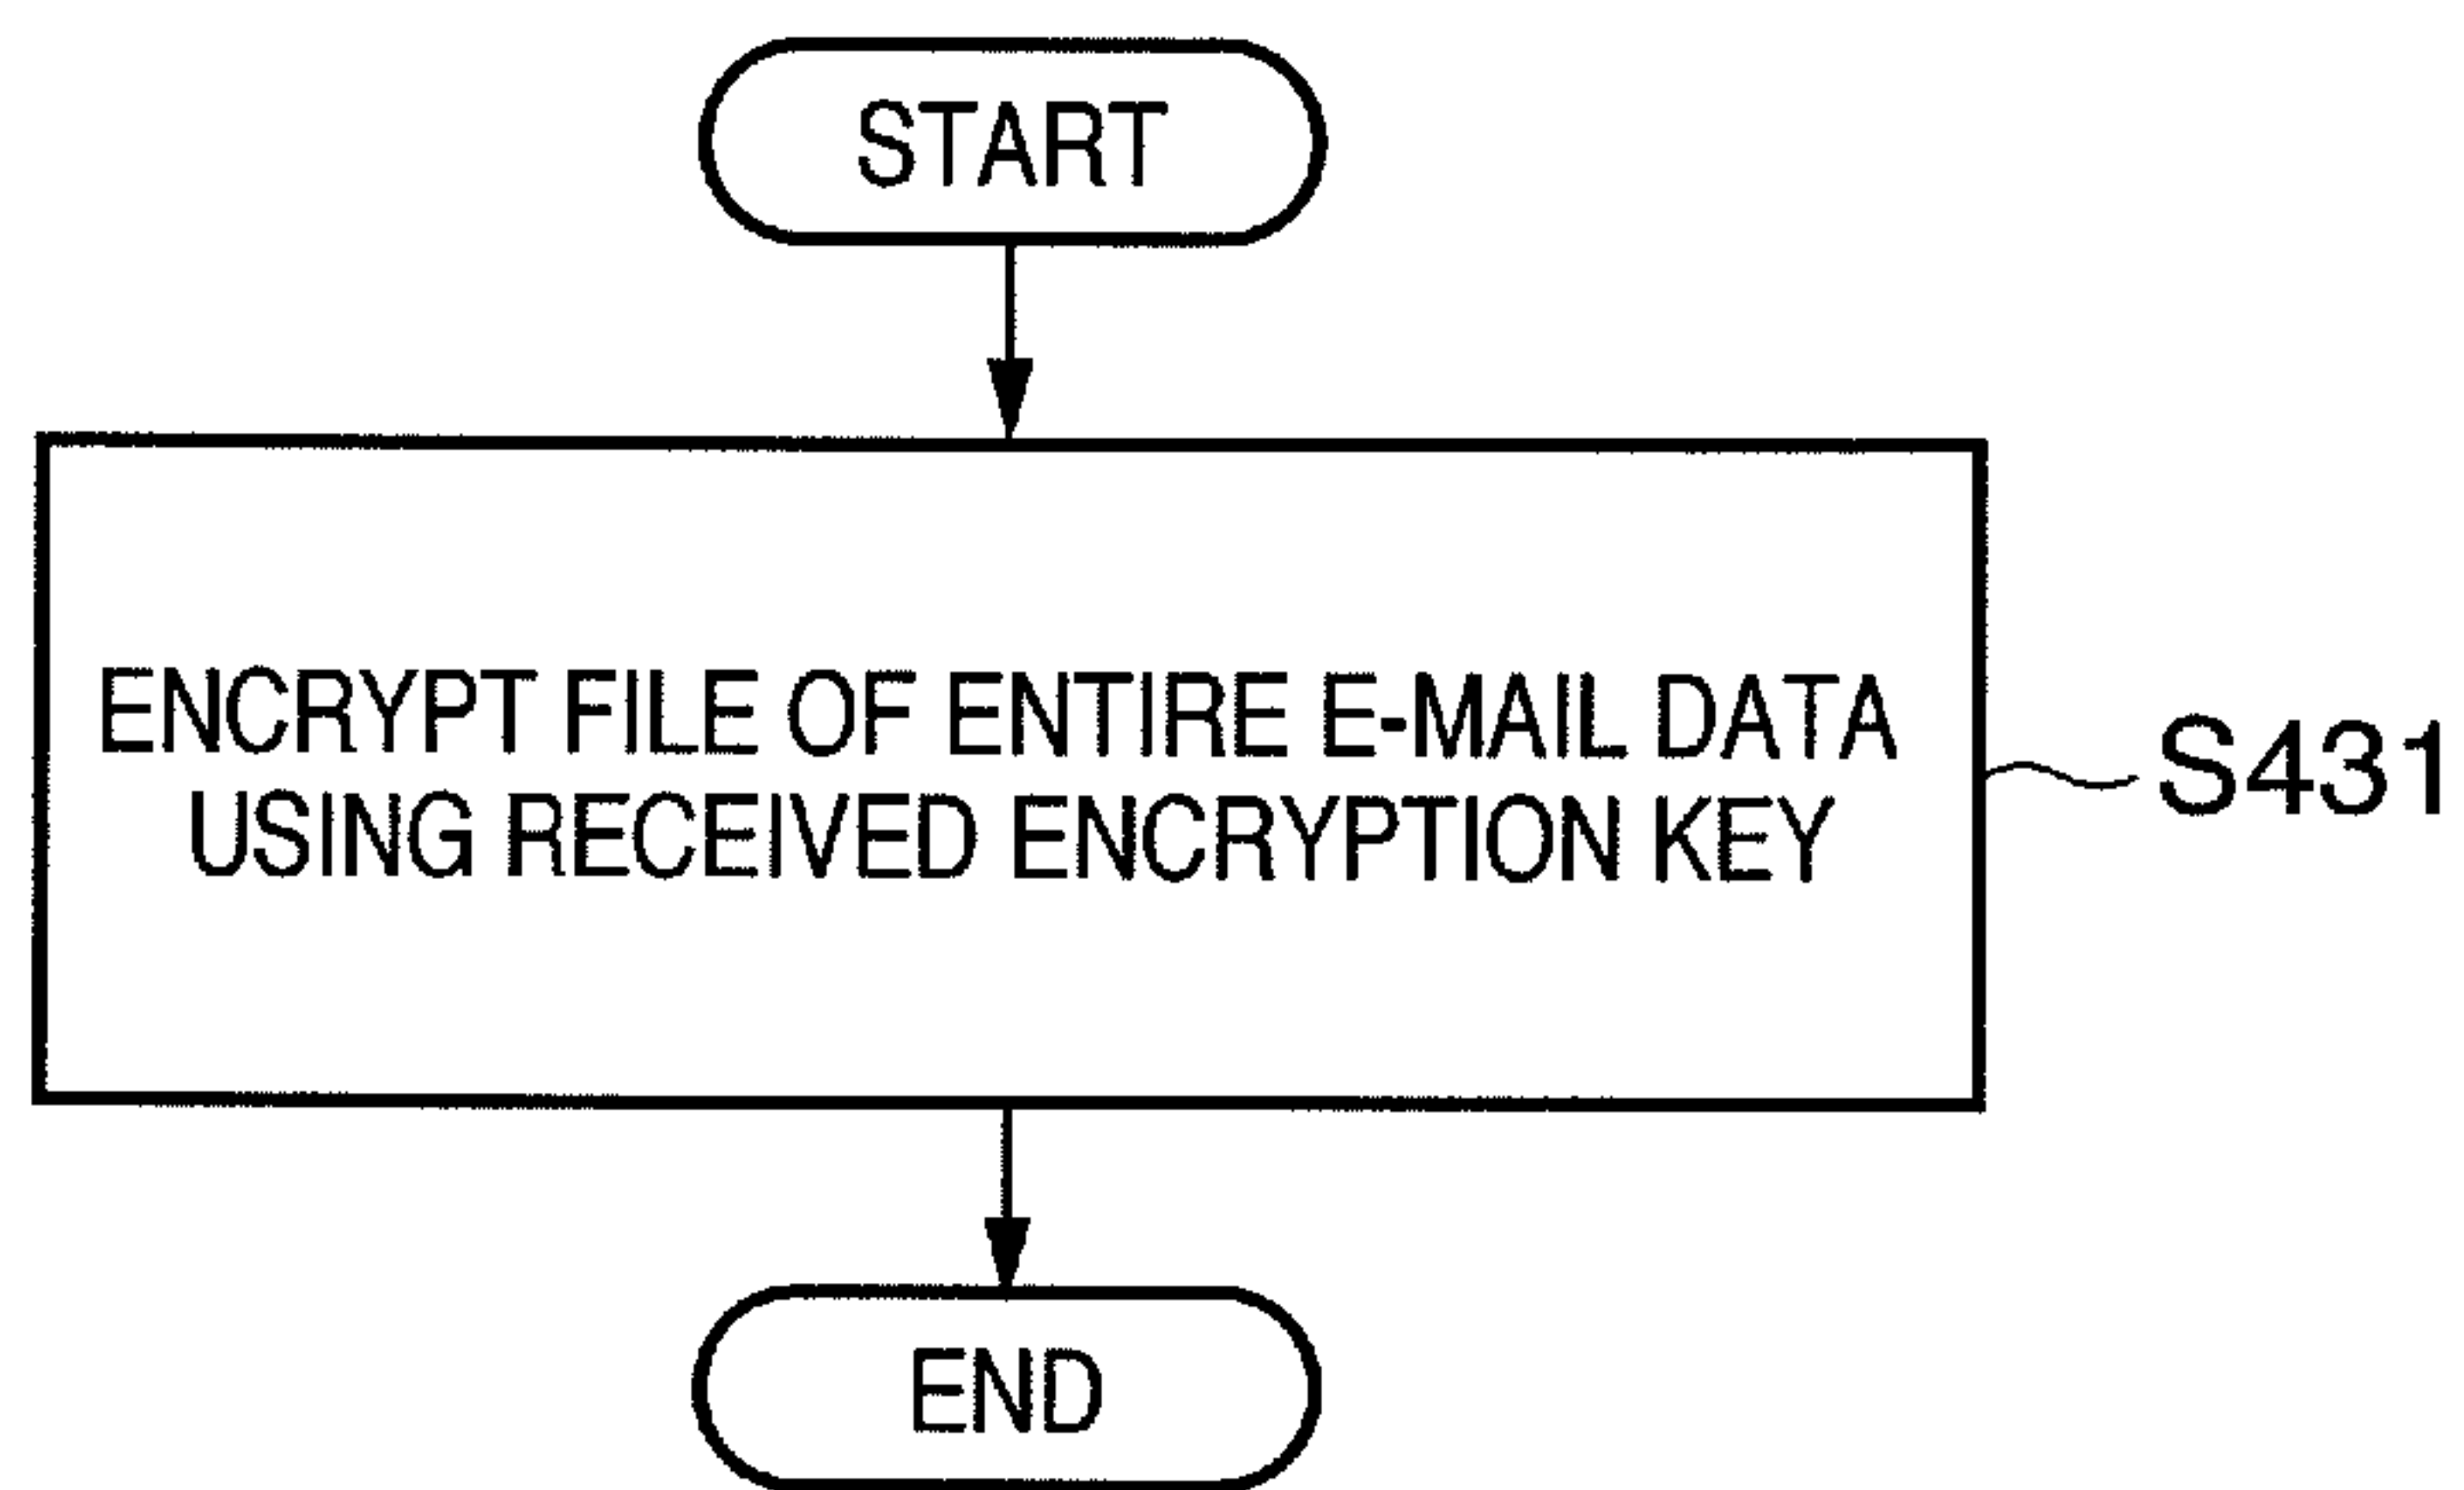 START
ENCRYPT FILE OF ENTIRE E-MAIL DATA
USING RECEIVED ENCRYPTION KEY
S431
END